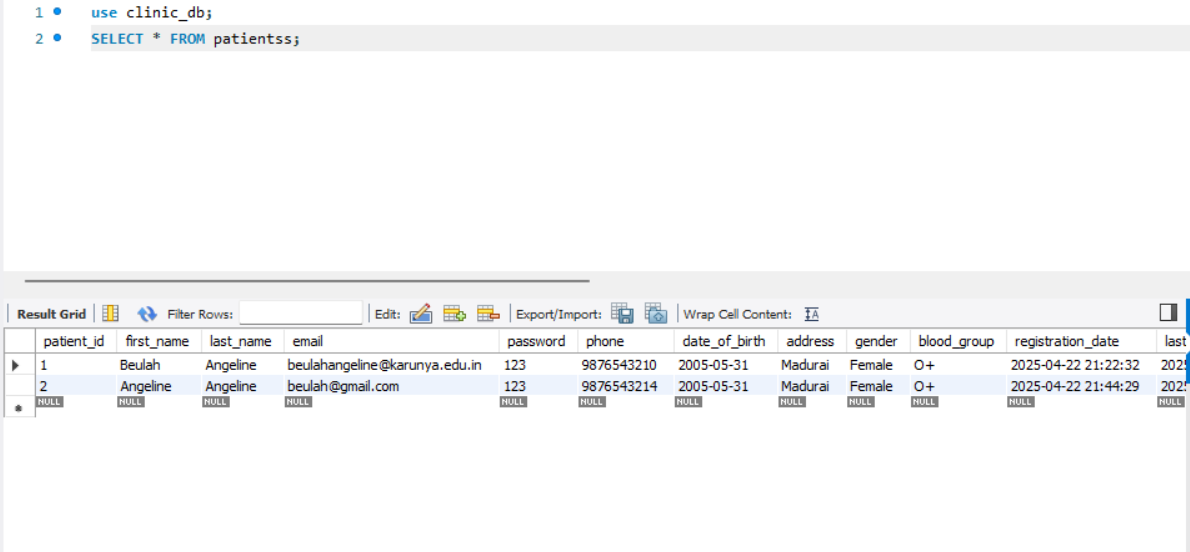 1 use clinic_db;
2 SELECT * FROM patientss;
Result Grid Filter Rows: Edit: Export/Import: Wrap Cell Content: IA
patient_id first_name last_name email password phone date_of_birth address gender blood_group registration_date last
1 Beulah Angeline beulahangeline@karunya.edu.in 123 9876543210 2005-05-31 Madurai Female O+ 2025-04-22 21:22:32 202
2 Angeline Angeline beulah@gmail.com 123 9876543214 2005-05-31 Madurai Female O+ 2025-04-22 21:44:29 202
NULL NULL NULL NULL NULL NULL NULL NULL NULL NULL NULL NULL